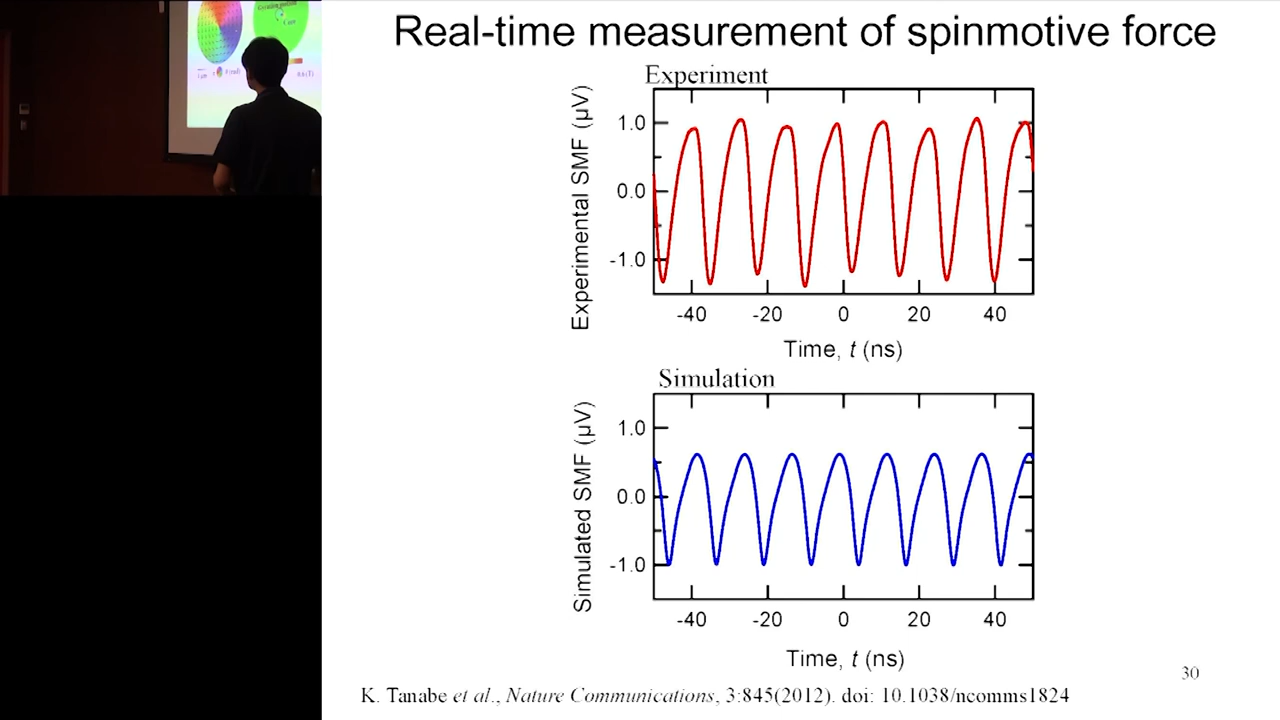 Real-time measurement of spinmotive force
Experiment
Experimental SMF (µV)
1.0
0.0
-1.0
-40 -20 0 20 40
Time, t (ns)
Simulation
Simulated SMF (µV)
1.0
0.0
-1.0
-40 -20 0 20 40
Time, t (ns)
30
K. Tanabe et al., Nature Communications, 3:845(2012). doi: 10.1038/ncomms1824